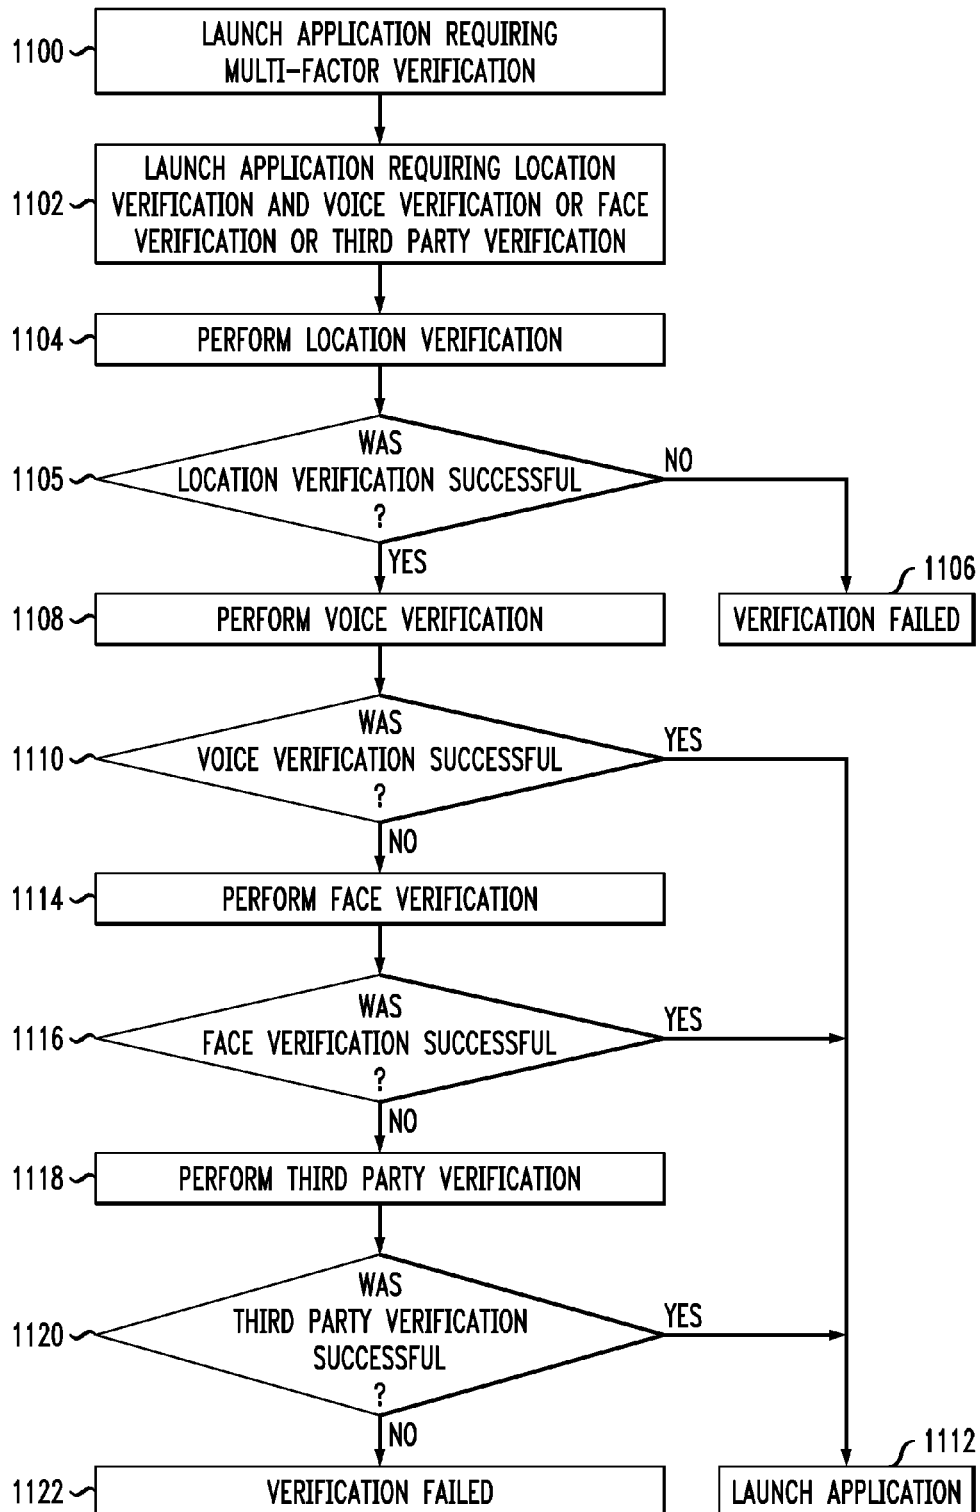 1100
LAUNCH APPLICATION REQUIRING
MULTI-FACTOR VERIFICATION
1102
LAUNCH APPLICATION REQUIRING LOCATION
VERIFICATION AND VOICE VERIFICATION OR FACE
VERIFICATION OR THIRD PARTY VERIFICATION
1104
PERFORM LOCATION VERIFICATION
1105
WAS
LOCATION VERIFICATION SUCCESSFUL
?
NO
YES
1106
VERIFICATION FAILED
1108
PERFORM VOICE VERIFICATION
1110
WAS
VOICE VERIFICATION SUCCESSFUL
?
YES
NO
1114
PERFORM FACE VERIFICATION
1116
WAS
FACE VERIFICATION SUCCESSFUL
?
YES
NO
1118
PERFORM THIRD PARTY VERIFICATION
1120
WAS
THIRD PARTY VERIFICATION
SUCCESSFUL
?
YES
NO
1122
VERIFICATION FAILED
1112
LAUNCH APPLICATION